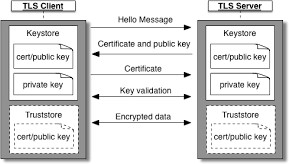 TLS Client
TLS Server
Hello Message
Keystore
Keystore
Certificate and public key
cert/public key
cert/public key
Certificate
private key
private key
Key validation
Truststore
Truststore
Encrypted data
cert/public key
cert/public key